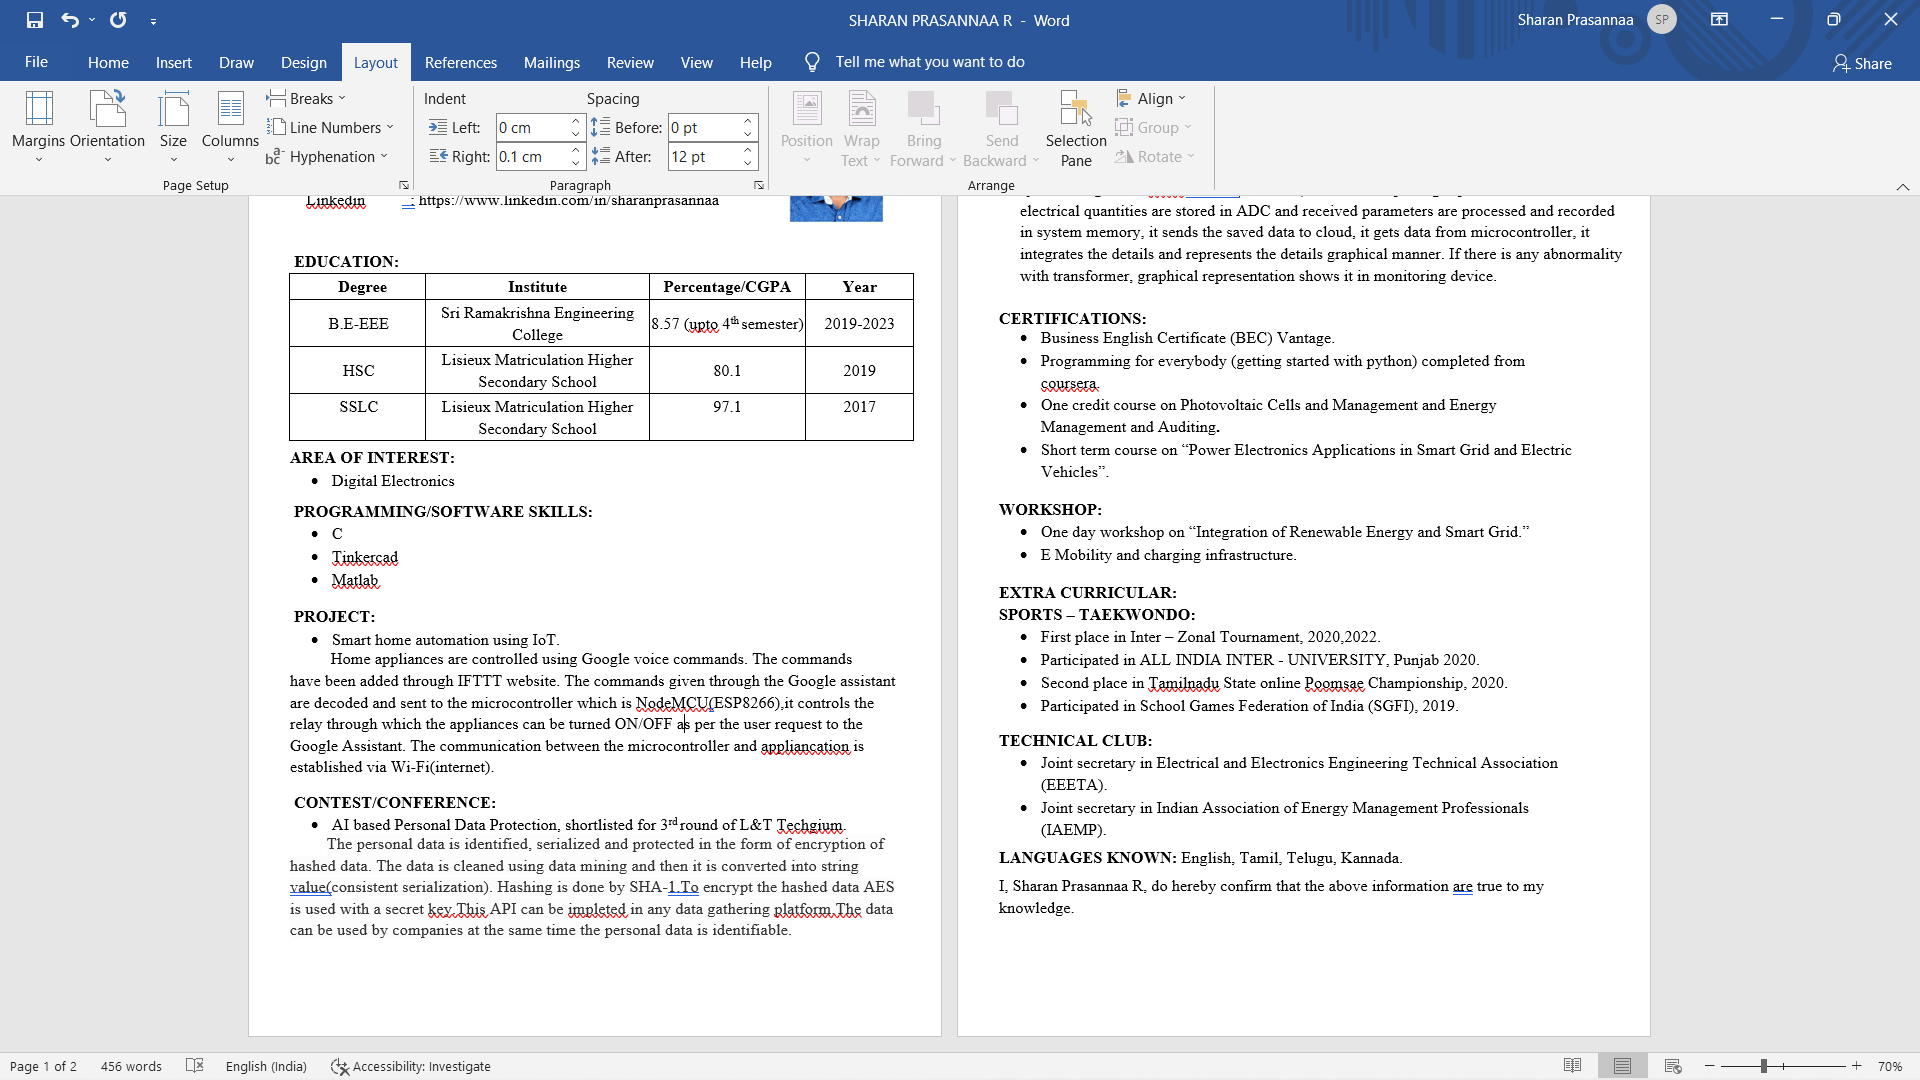 SHARAN PRASANNAA R - Word
Sharan Prasannaa SP
File Home Insert Draw Design Layout References Mailings Review View Help Tell me what you want to do Share
Margins Orientation Size Columns Breaks Line Numbers Hyphenation
Page Setup
Indent Spacing
Left: 0 cm Before: 0 pt
Right: 0.1 cm After: 12 pt
Paragraph
Position Wrap Text Bring Forward Send Backward Selection Pane Align Group Rotate
Arrange
Linkedin : https://www.linkedin.com/in/sharanprasannaa
EDUCATION:
Degree Institute Percentage/CGPA Year
B.E-EEE Sri Ramakrishna Engineering College 8.57 (upto 4th semester) 2019-2023
HSC Lisieux Matriculation Higher Secondary School 80.1 2019
SSLC Lisieux Matriculation Higher Secondary School 97.1 2017
AREA OF INTEREST:
• Digital Electronics
PROGRAMMING/SOFTWARE SKILLS:
• C
• Tinkercad
• Matlab
PROJECT:
• Smart home automation using IoT.
Home appliances are controlled using Google voice commands. The commands
have been added through IFTTT website. The commands given through the Google assistant
are decoded and sent to the microcontroller which is NodeMCU(ESP8266),it controls the
relay through which the appliances can be turned ON/OFF as per the user request to the
Google Assistant. The communication between the microcontroller and appliancation is
established via Wi-Fi(internet).
CONTEST/CONFERENCE:
• AI based Personal Data Protection, shortlisted for 3rd round of L&T Techgium.
The personal data is identified, serialized and protected in the form of encryption of
hashed data. The data is cleaned using data mining and then it is converted into string
value(consistent serialization). Hashing is done by SHA-1.To encrypt the hashed data AES
is used with a secret key.This API can be impleted in any data gathering platform.The data
can be used by companies at the same time the personal data is identifiable.
electrical quantities are stored in ADC and received parameters are processed and recorded
in system memory, it sends the saved data to cloud, it gets data from microcontroller, it
integrates the details and represents the details graphical manner. If there is any abnormality
with transformer, graphical representation shows it in monitoring device.
CERTIFICATIONS:
• Business English Certificate (BEC) Vantage.
• Programming for everybody (getting started with python) completed from
coursera.
• One credit course on Photovoltaic Cells and Management and Energy
Management and Auditing.
• Short term course on “Power Electronics Applications in Smart Grid and Electric
Vehicles”.
WORKSHOP:
• One day workshop on “Integration of Renewable Energy and Smart Grid.”
• E Mobility and charging infrastructure.
EXTRA CURRICULAR:
SPORTS – TAEKWONDO:
• First place in Inter – Zonal Tournament, 2020,2022.
• Participated in ALL INDIA INTER - UNIVERSITY, Punjab 2020.
• Second place in Tamilnadu State online Poomsae Championship, 2020.
• Participated in School Games Federation of India (SGFI), 2019.
TECHNICAL CLUB:
• Joint secretary in Electrical and Electronics Engineering Technical Association
(EEETA).
• Joint secretary in Indian Association of Energy Management Professionals
(IAEMP).
LANGUAGES KNOWN: English, Tamil, Telugu, Kannada.
I, Sharan Prasannaa R, do hereby confirm that the above information are true to my
knowledge.
Page 1 of 2 456 words English (India) Accessibility: Investigate 70%